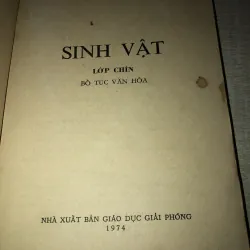 SINH VẬT
LỚP CHÍN
BỔ TÚC VĂN HÓA
NHÀ XUẤT BẢN GIÁO DỤC GIẢI PHÓNG
1974